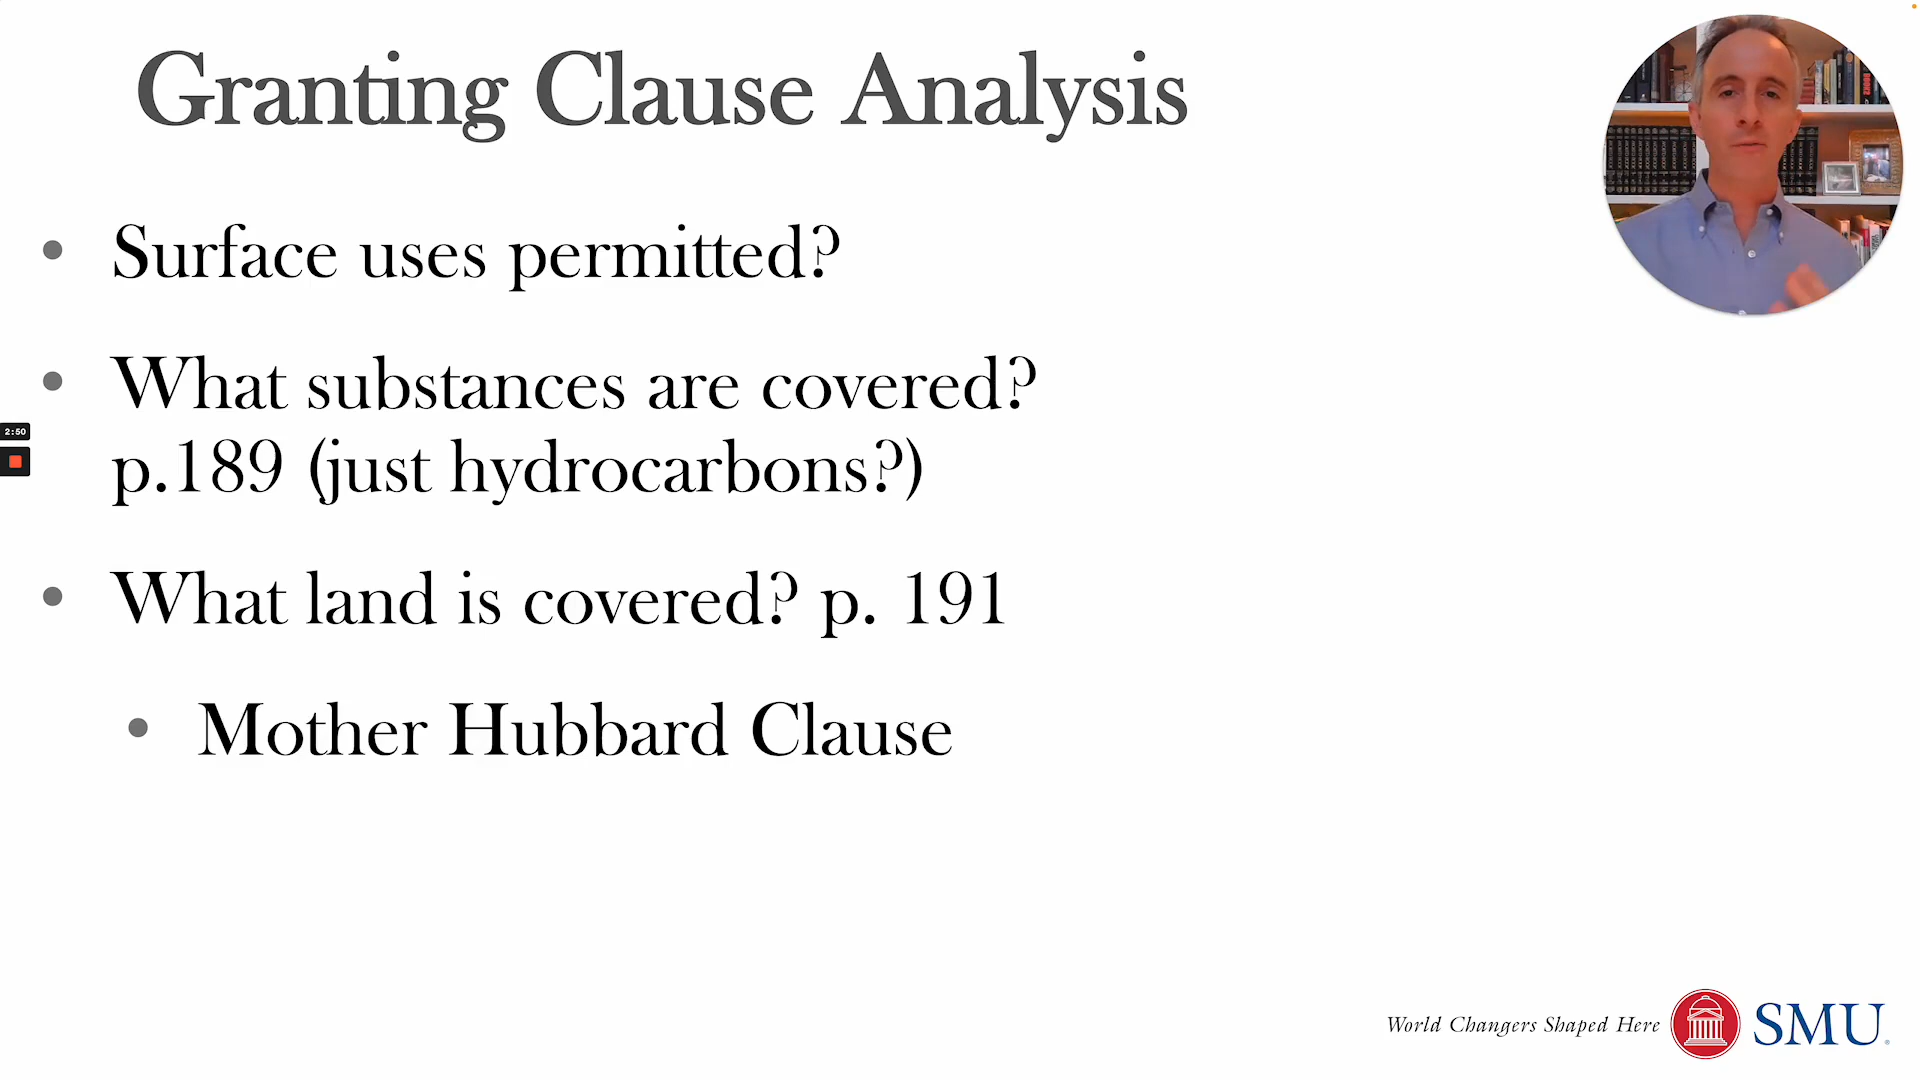 Granting Clause Analysis
Surface uses permitted?
What substances are covered?
p.189 (just hydrocarbons?)
What land is covered? p. 191
Mother Hubbard Clause
2:50
World Changers Shaped Here
SMU